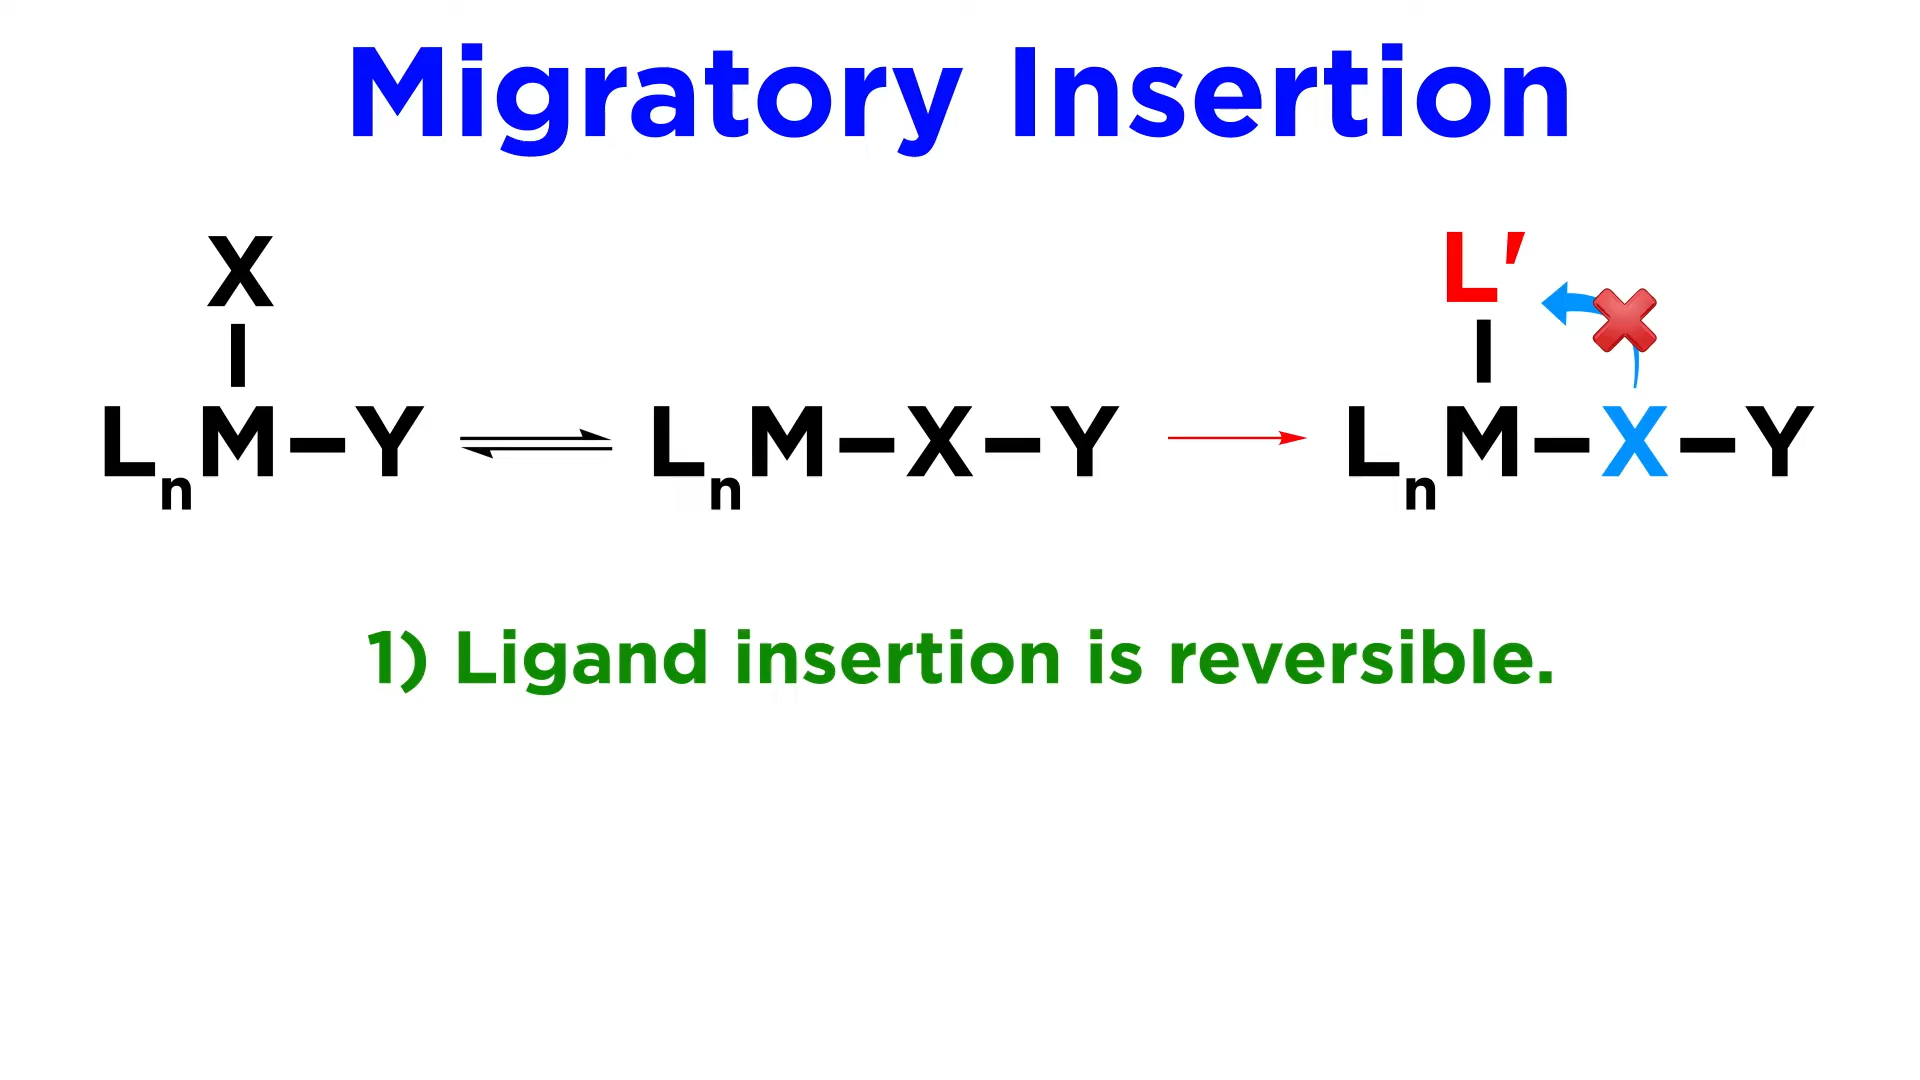 Migratory Insertion
X L′
LnM—Y ⇌ LnM—X—Y → LnM—X—Y
1) Ligand insertion is reversible.